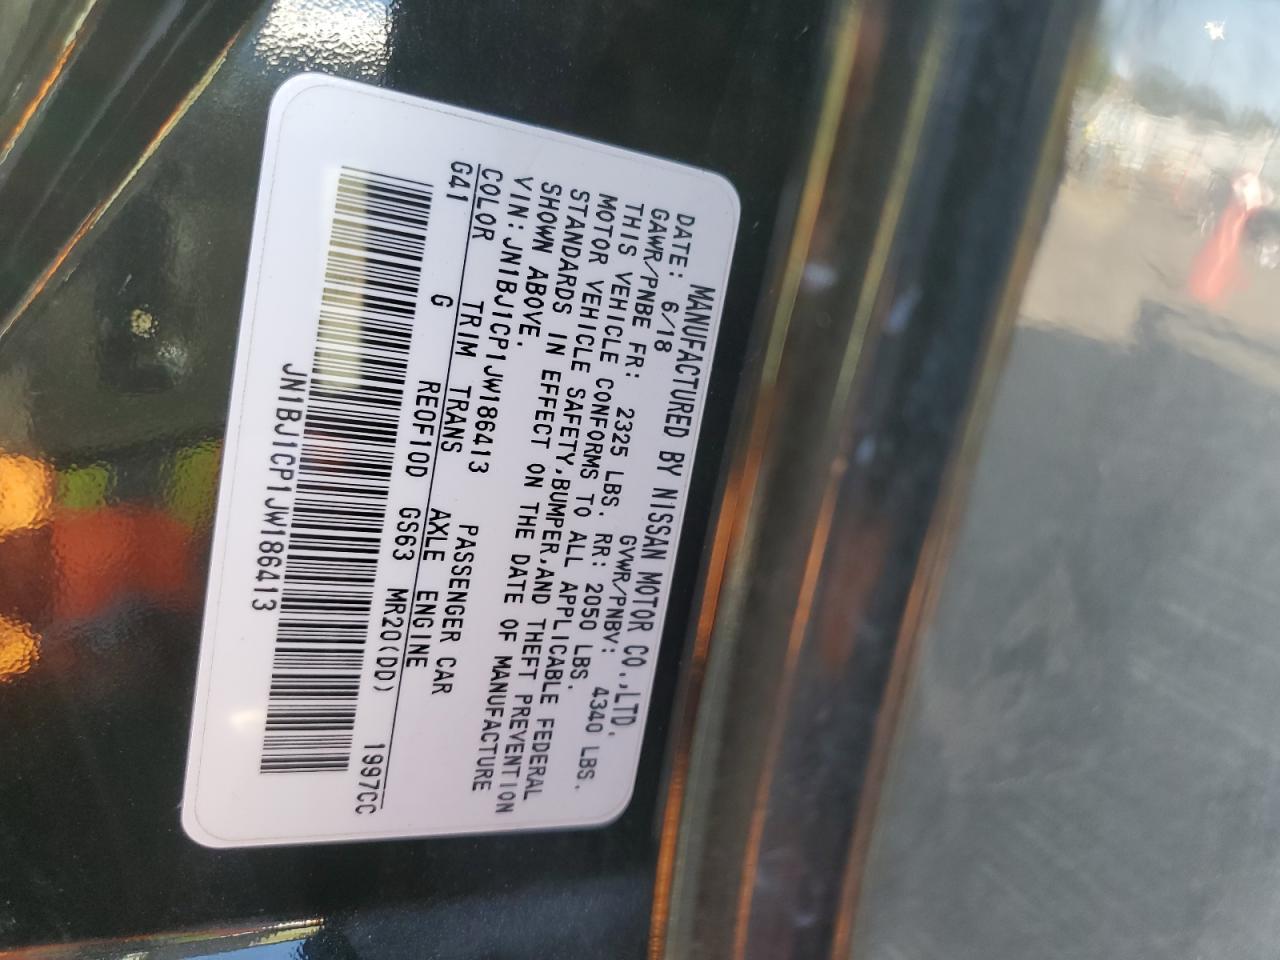 MANUFACTURED BY NISSAN MOTOR CO.,LTD.
DATE: 6/18 GVWR/PNBV: 4340 LBS.
GAWR/PNBE FR: 2325 LBS. RR: 2050 LBS.
THIS VEHICLE CONFORMS TO ALL APPLICABLE FEDERAL
MOTOR VEHICLE SAFETY,BUMPER,AND THEFT PREVENTION
STANDARDS IN EFFECT ON THE DATE OF MANUFACTURE
SHOWN ABOVE.
VIN: JN1BJ1CP1JW186413 PASSENGER CAR
COLOR TRIM TRANS AXLE ENGINE
G41 G RE0F10D GS63 MR20(DD) 1997CC
JN1BJ1CP1JW186413